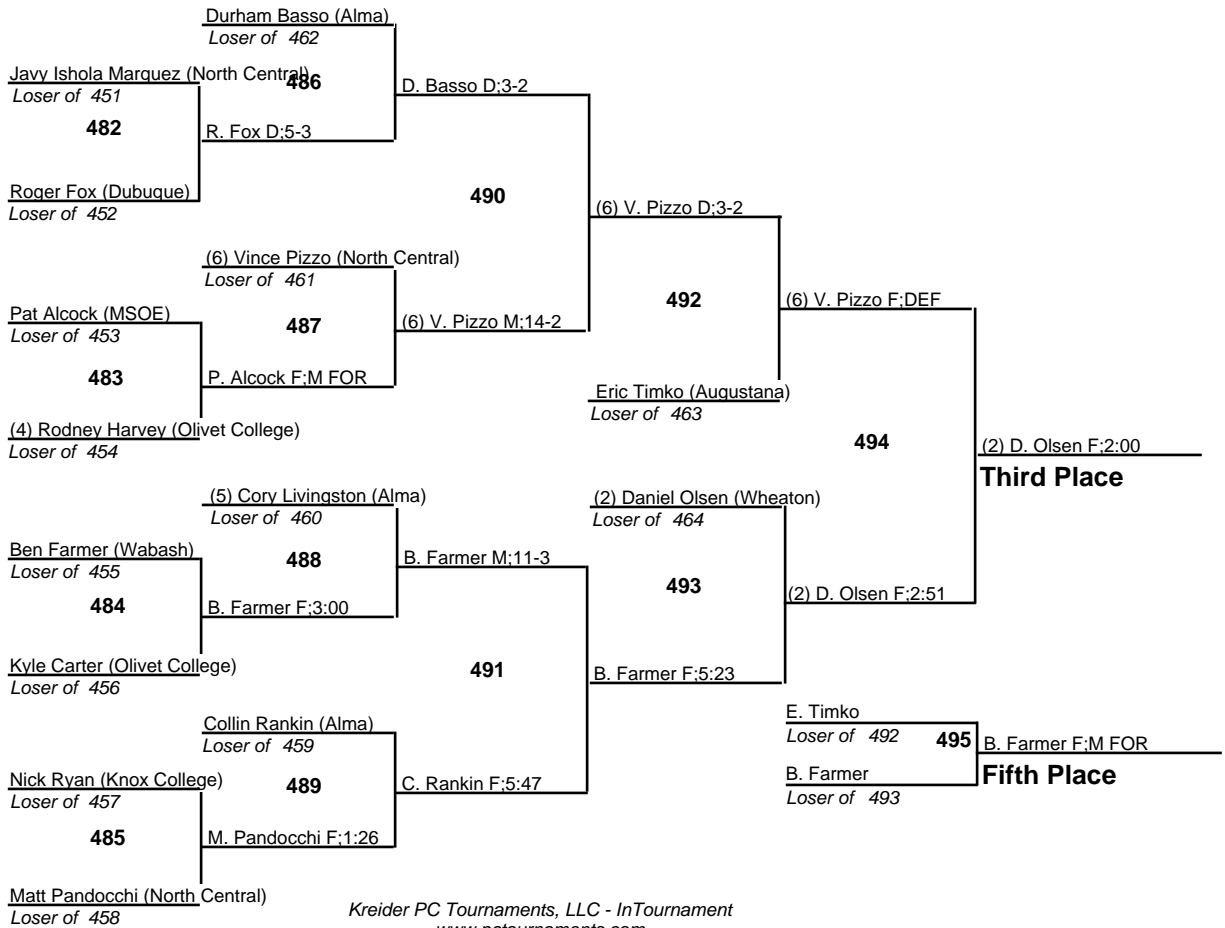 Durham Basso (Alma)
Loser of 462
Javy Ishola Marquez (North Central)
486
D. Basso D;3-2
Loser of 451
482
R. Fox D;5-3
Roger Fox (Dubuque)
490
(6) V. Pizzo D;3-2
Loser of 452
(6) Vince Pizzo (North Central)
Loser of 461
492
(6) V. Pizzo F;DEF
Pat Alcock (MSOE)
487
(6) V. Pizzo M;14-2
Loser of 453
483
P. Alcock F;M FOR
Eric Timko (Augustana)
Loser of 463
(4) Rodney Harvey (Olivet College)
494
Loser of 454
(2) D. Olsen F;2:00
Third Place
(5) Cory Livingston (Alma)
(2) Daniel Olsen (Wheaton)
Loser of 460
Loser of 464
Ben Farmer (Wabash)
488
B. Farmer M;11-3
Loser of 455
493
(2) D. Olsen F;2:51
484
B. Farmer F;3:00
Kyle Carter (Olivet College)
491
B. Farmer F;5:23
Loser of 456
Collin Rankin (Alma)
E. Timko
Loser of 459
Loser of 492
495
B. Farmer F;M FOR
Fifth Place
Nick Ryan (Knox College)
489
C. Rankin F;5:47
B. Farmer
Loser of 457
Loser of 493
485
M. Pandocchi F;1:26
Matt Pandocchi (North Central)
Loser of 458
Kreider PC Tournaments, LLC - InTournament
www.pctournaments.com